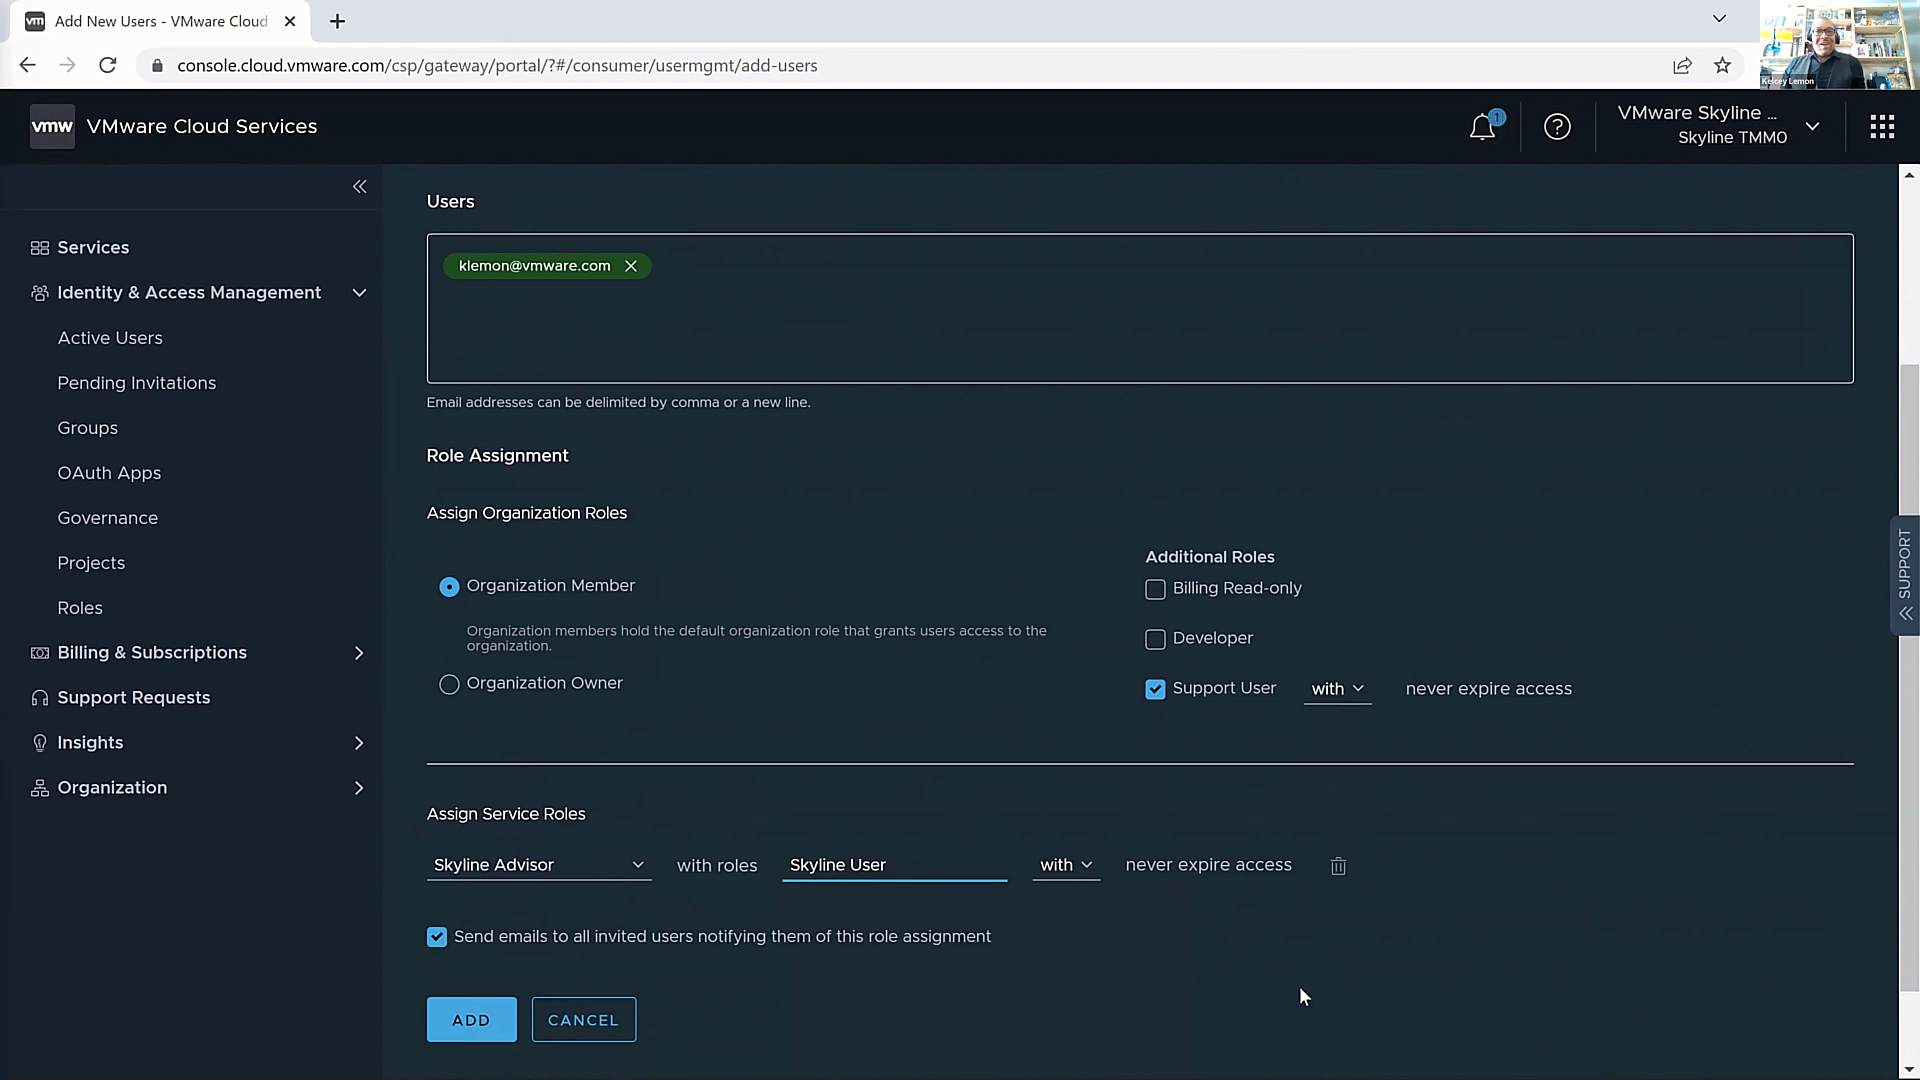 vm Add New Users - VMware Cloud
console.cloud.vmware.com/csp/gateway/portal/?#/consumer/usermgmt/add-users
Kelcey Lemon
vmw VMware Cloud Services
1
VMware Skyline ...
Skyline TMM0
Services
Identity & Access Management
Active Users
Pending Invitations
Groups
OAuth Apps
Governance
Projects
Roles
Billing & Subscriptions
Support Requests
Insights
Organization
Users
klemon@vmware.com
Email addresses can be delimited by comma or a new line.
Role Assignment
Assign Organization Roles
Organization Member
Organization members hold the default organization role that grants users access to the
organization.
Organization Owner
Additional Roles
Billing Read-only
Developer
Support User with never expire access
Assign Service Roles
Skyline Advisor with roles Skyline User with never expire access
Send emails to all invited users notifying them of this role assignment
ADD CANCEL
SUPPORT